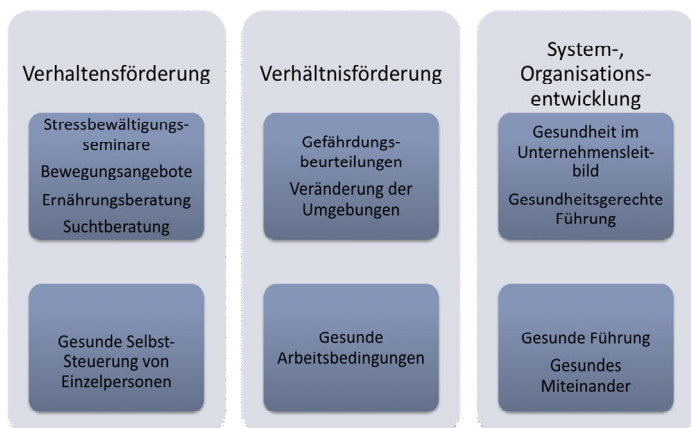 Verhaltensförderung
Stressbewältigungs-
seminare
Bewegungsangebote
Ernährungsberatung
Suchtberatung
Gesunde Selbst-
Steuerung von
Einzelpersonen
Verhältnisförderung
Gefährdungs-
beurteilungen
Veränderung der
Umgebungen
Gesunde
Arbeitsbedingungen
System-,
Organisations-
entwicklung
Gesundheit im
Unternehmensleit-
bild
Gesundheitsgerechte
Führung
Gesunde Führung
Gesundes
Miteinander